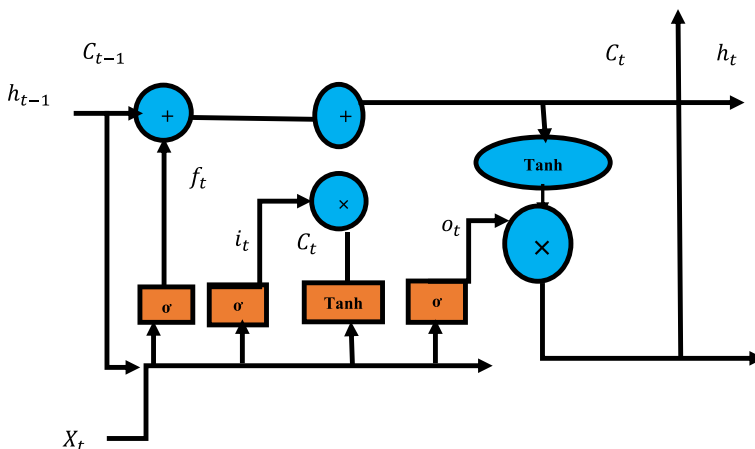 C_{t−1}
C_t
h_t
h_{t−1}
+
+
Tanh
f_t
×
i_t
C_t
o_t
×
σ
σ
Tanh
σ
X_t